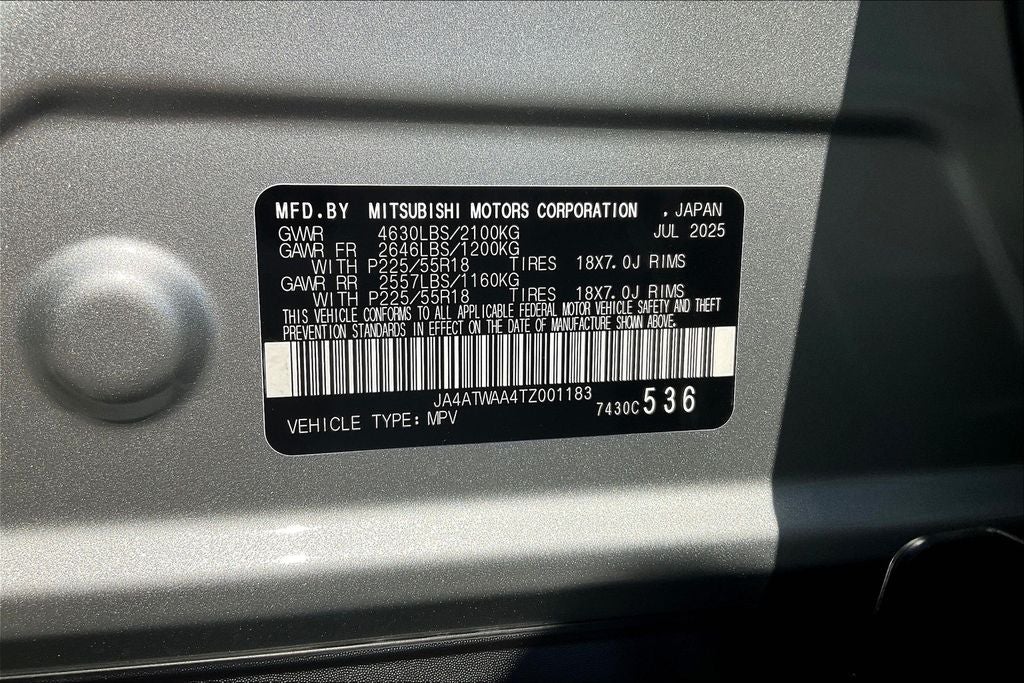 MFD.BY MITSUBISHI MOTORS CORPORATION , JAPAN
JUL 2025
GVWR 4630LBS/2100KG
GAWR FR 2646LBS/1200KG
WITH P225/55R18 TIRES 18X7.0J RIMS
GAWR RR 2557LBS/1160KG
WITH P225/55R18 TIRES 18X7.0J RIMS
THIS VEHICLE CONFORMS TO ALL APPLICABLE FEDERAL MOTOR VEHICLE SAFETY AND THEFT
PREVENTION STANDARDS IN EFFECT ON THE DATE OF MANUFACTURE SHOWN ABOVE.
JA4ATWAA4TZ001183
7430C 536
VEHICLE TYPE: MPV